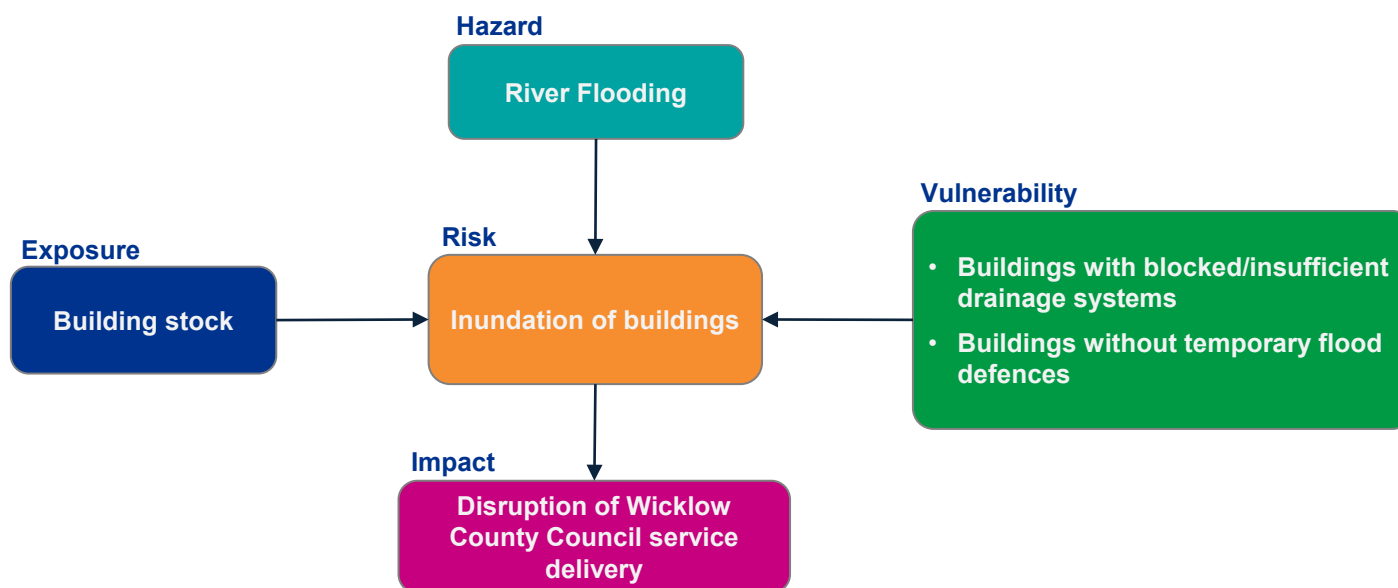 Hazard
River Flooding
Vulnerability
• Buildings with blocked/insufficient
drainage systems
• Buildings without temporary flood
defences
Exposure
Building stock
Risk
Inundation of buildings
Impact
Disruption of Wicklow
County Council service
delivery